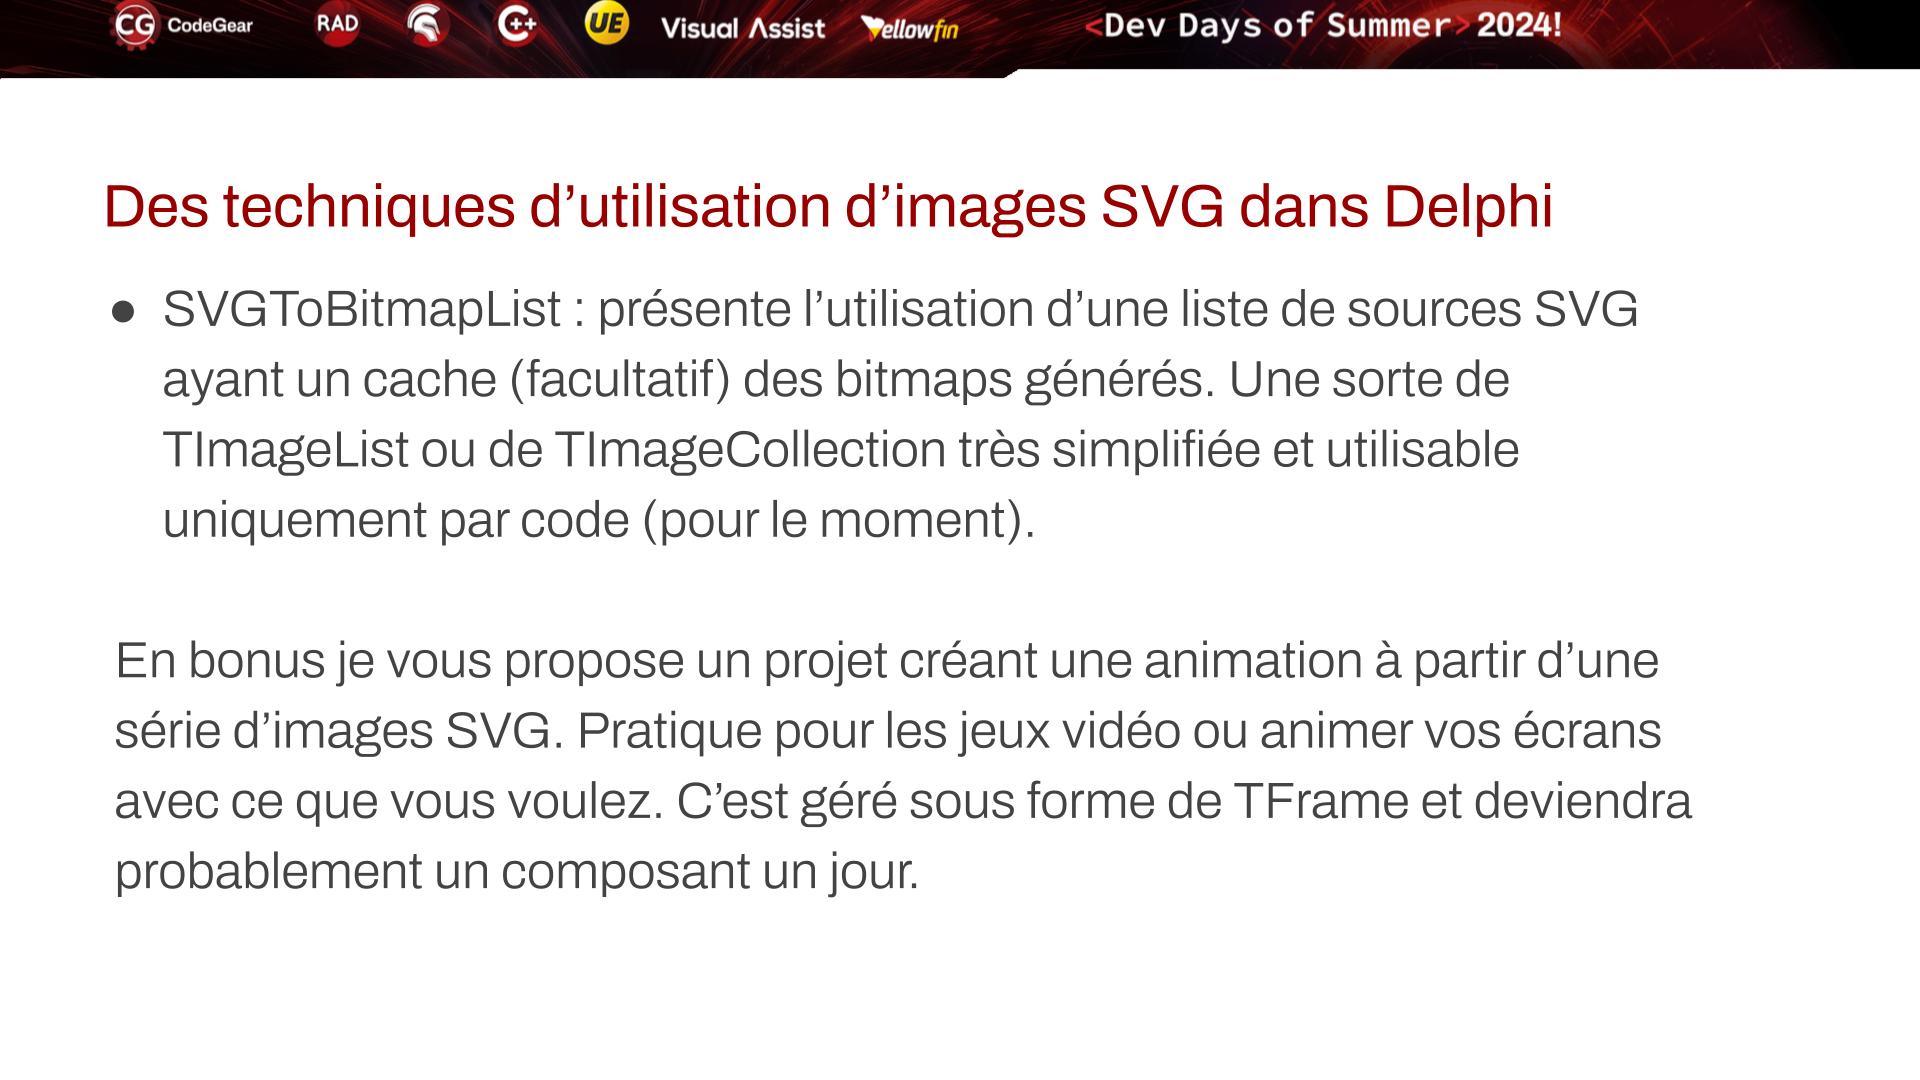 CG CodeGear RAD C++ UE Visual Assist Yellowfin <Dev Days of Summer> 2024!
Des techniques d’utilisation d’images SVG dans Delphi
● SVGToBitmapList : présente l’utilisation d’une liste de sources SVG
ayant un cache (facultatif) des bitmaps générés. Une sorte de
TImageList ou de TImageCollection très simplifiée et utilisable
uniquement par code (pour le moment).
En bonus je vous propose un projet créant une animation à partir d’une
série d’images SVG. Pratique pour les jeux vidéo ou animer vos écrans
avec ce que vous voulez. C’est géré sous forme de TFrame et deviendra
probablement un composant un jour.